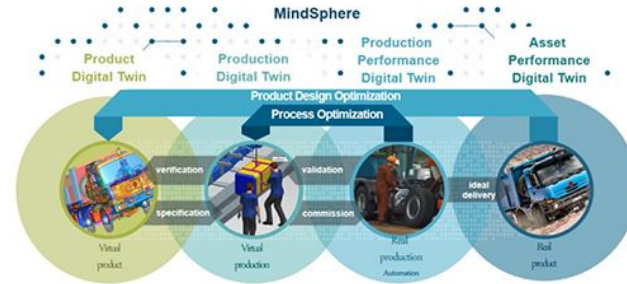 MindSphere
Product
Digital Twin
Production
Digital Twin
Production
Performance
Digital Twin
Asset
Performance
Digital Twin
Product Design Optimization
Process Optimization
verification
validation
specification
commission
ideal
delivery
Virtual
product
Virtual
production
Real
production
Automation
Real
product